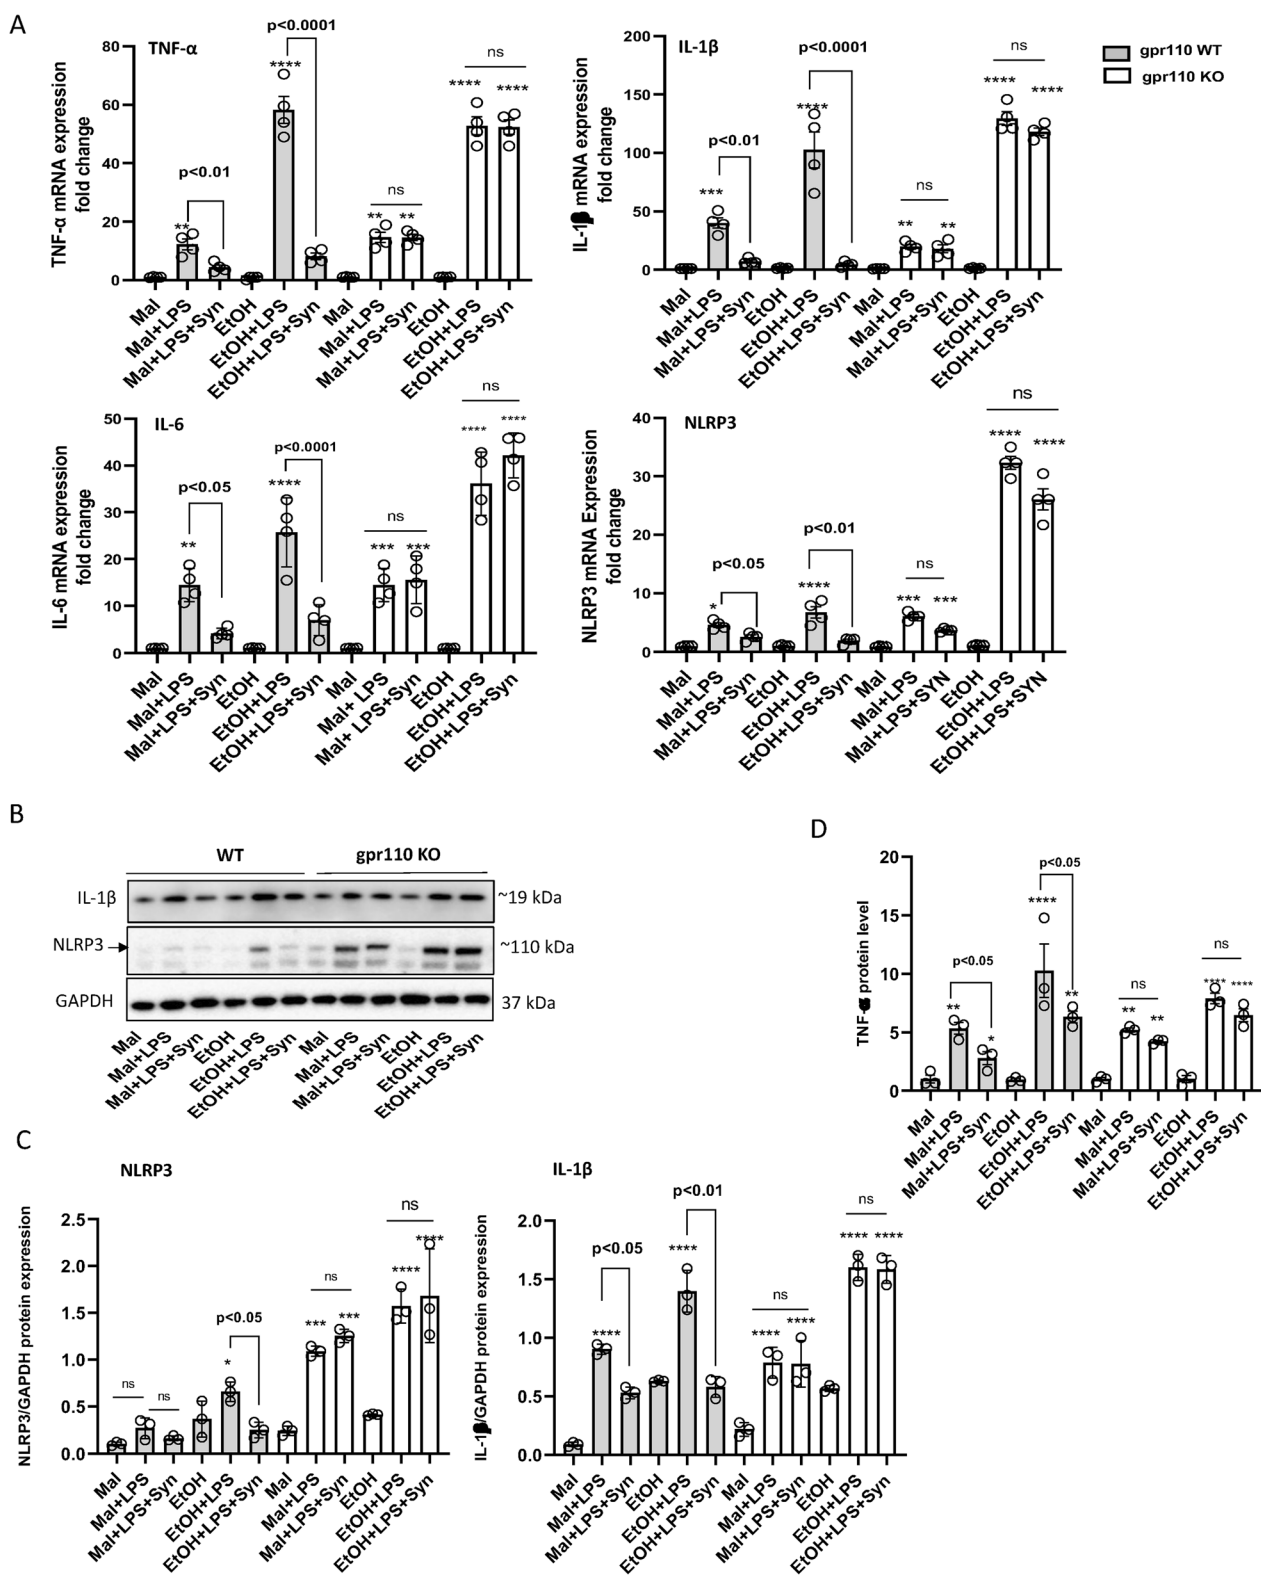 A
TNF-α
TNF-α mRNA expression
fold change
80
60
40
20
0
p<0.01
p<0.0001
ns
ns
**
****
**
**
****
****
Mal
Mal+LPS
Mal+LPS+Syn
EtOH
EtOH+LPS
EtOH+LPS+Syn
Mal
Mal+LPS
Mal+LPS+Syn
EtOH
EtOH+LPS
EtOH+LPS+Syn
IL-1β
mRNA expression
fold change
200
150
100
50
0
p<0.01
p<0.0001
ns
ns
***
****
**
**
****
****
Mal
Mal+LPS
Mal+LPS+Syn
EtOH
EtOH+LPS
EtOH+LPS+Syn
Mal
Mal+LPS
Mal+LPS+Syn
EtOH
EtOH+LPS
EtOH+LPS+Syn
gpr110 WT
gpr110 KO
IL-6
IL-6 mRNA expression
fold change
50
40
30
20
10
0
p<0.05
p<0.0001
ns
ns
**
****
***
***
****
****
Mal
Mal+LPS
Mal+LPS+Syn
EtOH
EtOH+LPS
EtOH+LPS+Syn
Mal
Mal+ LPS
Mal+ LPS+Syn
EtOH
EtOH+LPS
EtOH+LPS+Syn
NLRP3
NLRP3 mRNA Expression
fold change
40
30
20
10
0
p<0.05
p<0.01
ns
ns
*
****
***
***
****
****
Mal
Mal+LPS
Mal+LPS+Syn
EtOH
EtOH+LPS
EtOH+LPS+Syn
Mal
Mal+LPS
Mal+LPS+SYN
EtOH
EtOH+LPS
EtOH+LPS+SYN
B
WT
gpr110 KO
IL-1β
~19 kDa
NLRP3
~110 kDa
GAPDH
37 kDa
Mal
Mal+LPS
Mal+LPS+Syn
EtOH
EtOH+LPS
EtOH+LPS+Syn
Mal
Mal+LPS
Mal+LPS+Syn
EtOH
EtOH+LPS
EtOH+LPS+Syn
D
protein level
20
15
10
5
0
p<0.05
p<0.05
ns
ns
**
*
****
**
**
**
****
****
Mal
Mal+LPS
Mal+LPS+Syn
EtOH
EtOH+LPS
EtOH+LPS+Syn
Mal
Mal+LPS
Mal+LPS+Syn
EtOH
EtOH+LPS
EtOH+LPS+Syn
C
NLRP3
NLRP3/GAPDH protein expression
2.5
2.0
1.5
1.0
0.5
0.0
ns
ns
p<0.05
ns
ns
*
***
***
****
****
Mal
Mal+LPS
Mal+LPS+Syn
EtOH
EtOH+LPS
EtOH+LPS+Syn
Mal
Mal+LPS
Mal+LPS+Syn
EtOH
EtOH+LPS
EtOH+LPS+Syn
IL-1β
/GAPDH protein expression
2.0
1.5
1.0
0.5
0.0
p<0.05
p<0.01
ns
ns
****
****
****
****
****
****
Mal
Mal+LPS
Mal+LPS+Syn
EtOH
EtOH+LPS
EtOH+LPS+Syn
Mal
Mal+LPS
Mal+LPS+Syn
EtOH
EtOH+LPS
EtOH+LPS+Syn